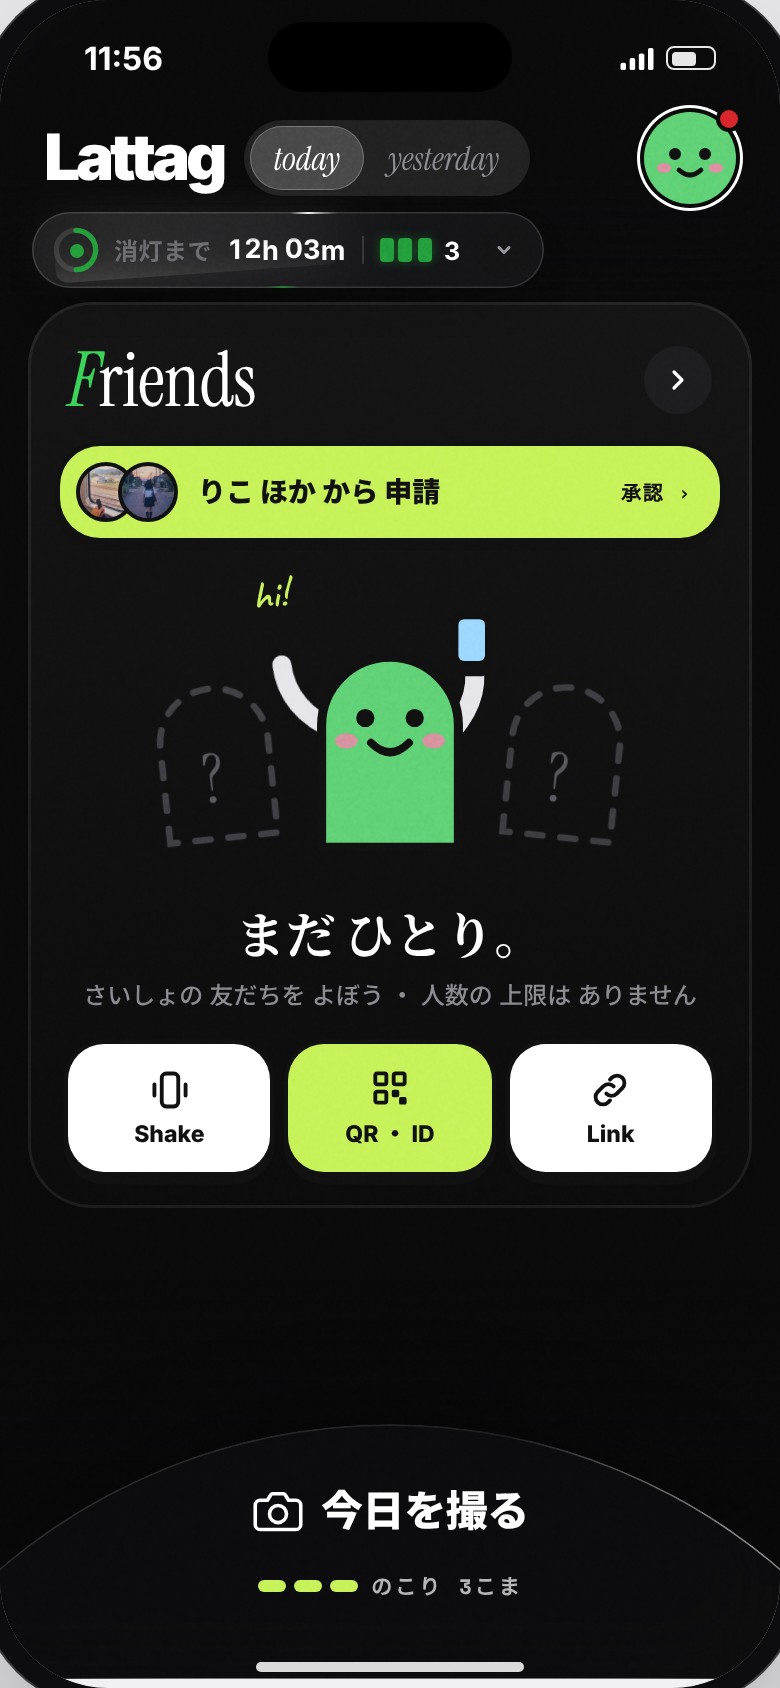 11:56
Lattag today yesterday
消灯まで 12h 03m 3
Friends
りこ ほか から 申請 承認
hi!
? ?
まだ ひとり。
さいしょの 友だちを よぼう ・ 人数の 上限は ありません
Shake QR ・ ID Link
今日を撮る
のこり 3こま